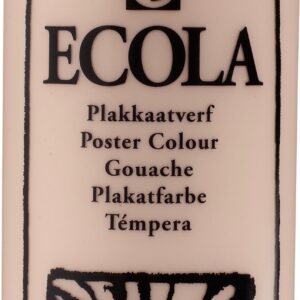 ECOLA
Plakkaatverf
Poster Colour
Gouache
Plakatfarbe
Témpera